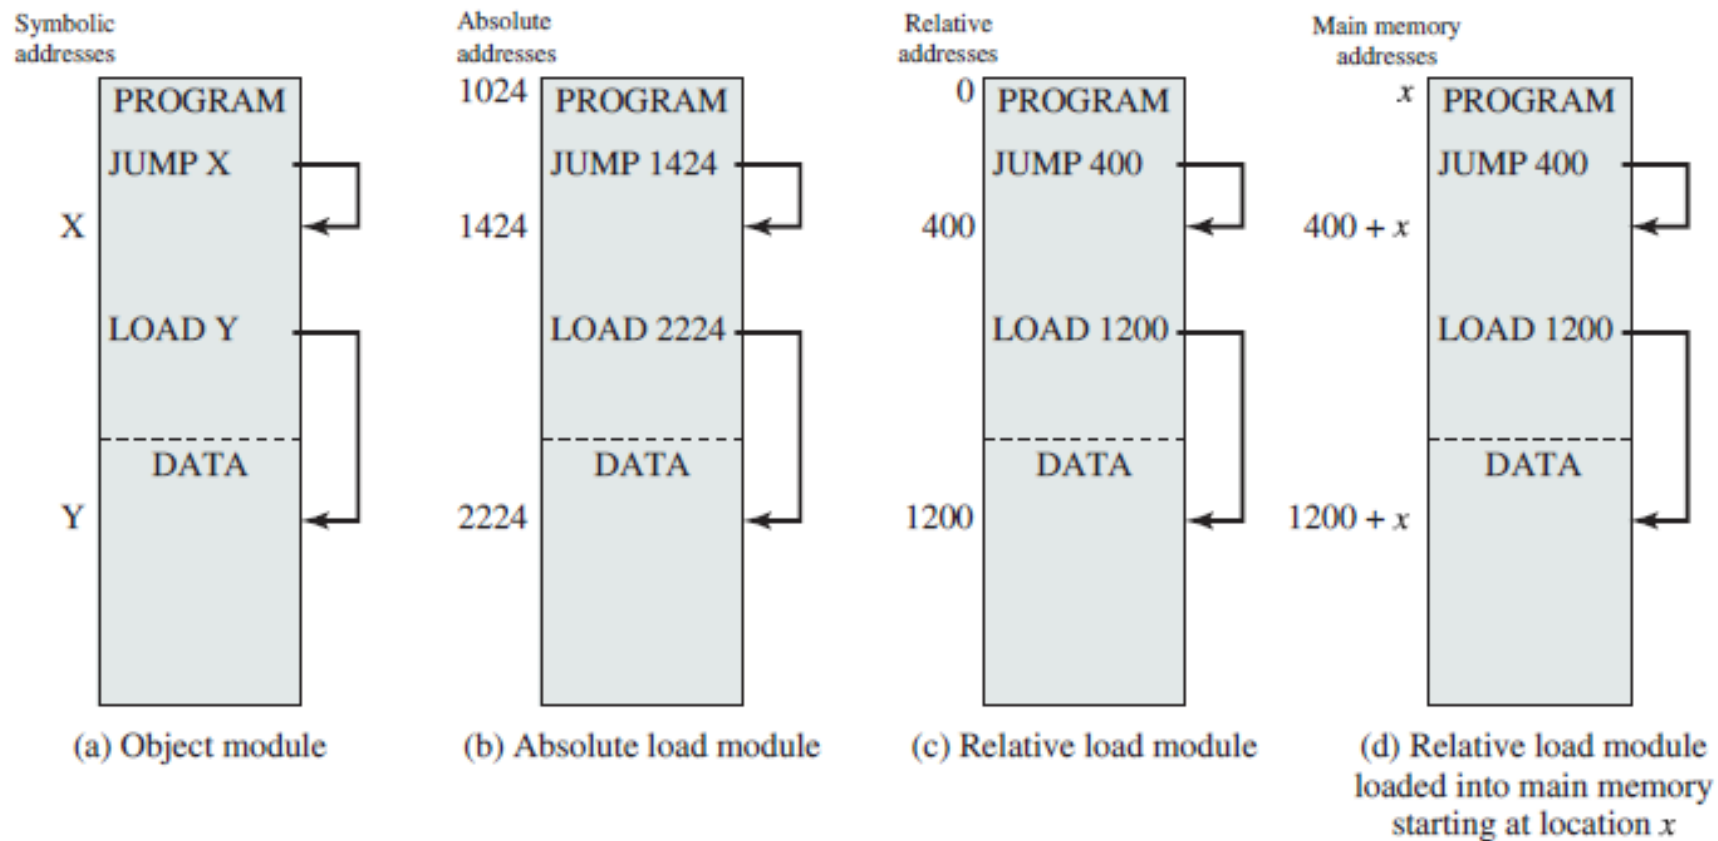 Symbolic
addresses
PROGRAM
JUMP X
X
LOAD Y
DATA
Y
(a) Object module
Absolute
addresses
1024
PROGRAM
JUMP 1424
1424
LOAD 2224
DATA
2224
(b) Absolute load module
Relative
addresses
0
PROGRAM
JUMP 400
400
LOAD 1200
DATA
1200
(c) Relative load module
Main memory
addresses
x
PROGRAM
JUMP 400
400 + x
LOAD 1200
DATA
1200 + x
(d) Relative load module
loaded into main memory
starting at location x